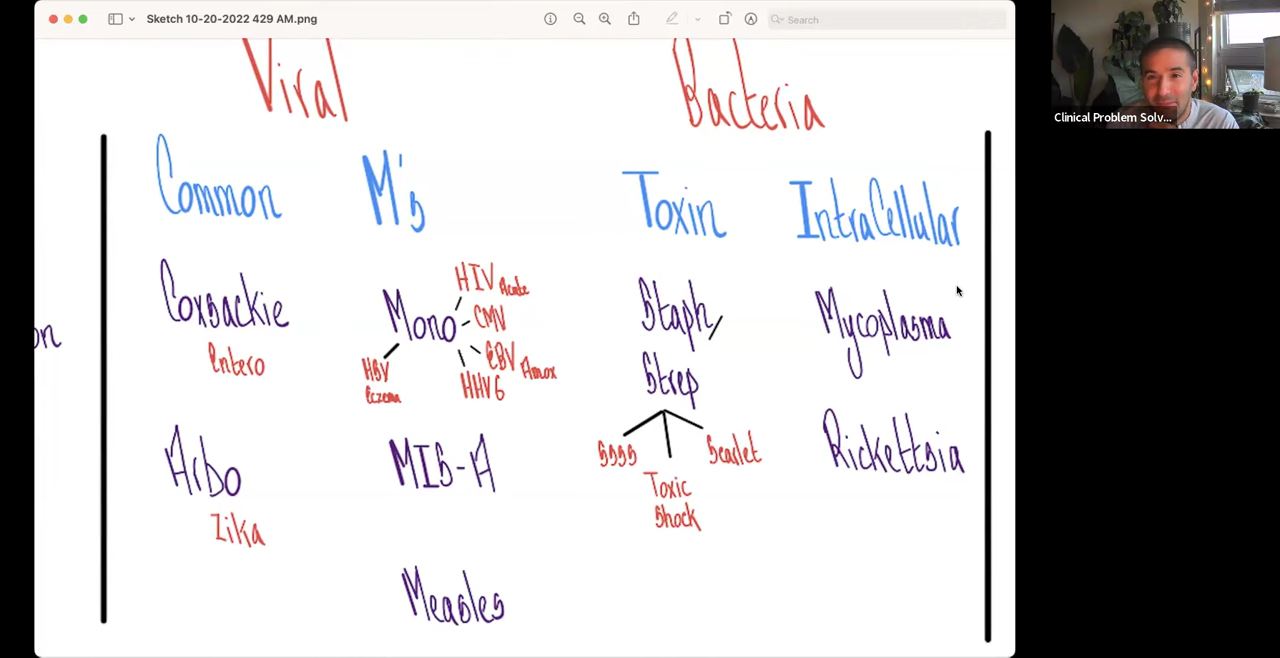 Sketch 10-20-2022 429 AM.png
Search
Clinical Problem Solv...
Viral
Bacteria
Common
M's
Toxin
IntraCellular
on
Coxsackie
Entero
Arbo
Zika
Mono
HIV Acute
CMV
EBV Amox
HHV6
HSV
Eczema
MIS-A
Measles
Staph/
Strep
SSSS
Toxic
Shock
Scarlet
Mycoplasma
Rickettsia